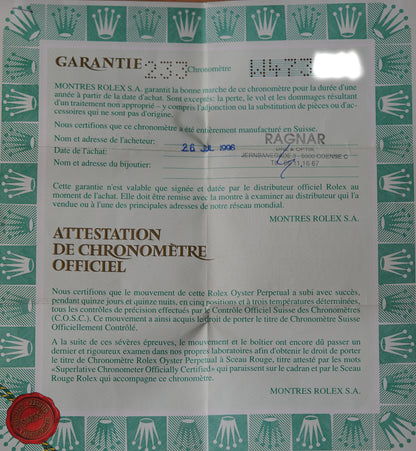 GARANTIE 233 Chronomètre W473
MONTRES ROLEX S.A. garantit la bonne marche de ce chronomètre pour la durée d'une
année à partir de la date d'achat. Sont exceptés: la perte, le vol et les dommages résultant
d'un traitement non approprié – y compris l'adjonction ou la substitution de pièces ou d'ac-
cessoires qui ne sont pas d'origine.
Nous certifions que ce chronomètre a été entièrement manufacturé en Suisse.
Nom et adresse de l'acheteur:
RAGNAR
Date de l'achat: 26 JUL 1996
Nom et adresse du bijoutier:
ODENSE C
Cette garantie n'est valable que signée et datée par le distributeur officiel Rolex au
moment de l'achat. Elle doit être remise avec la montre à examiner au distributeur qui l'a
vendue ou à l'une des principales adresses de notre réseau mondial.
MONTRES ROLEX S.A.
ATTESTATION
DE CHRONOMÈTRE
OFFICIEL
Nous certifions que le mouvement de cette Rolex Oyster Perpetual a subi avec succès,
pendant quinze jours et quinze nuits, en cinq positions et à trois températures déterminées,
tous les contrôles de précision effectués par le Contrôle Officiel Suisse des Chronomètres
(C.O.S.C.). Ce mouvement a ainsi acquis le droit de porter le titre de Chronomètre Suisse
Officiellement Contrôlé.
A la suite de ces sévères épreuves, le mouvement et le boîtier ont encore dû passer un
dernier et rigoureux examen dans nos propres laboratoires afin d'obtenir le droit de porter
le titre de Chronomètre Rolex Oyster Perpetual à Sceau Rouge, titre attesté par les mots
«Superlative Chronometer Officially Certified» qui paraissent sur le cadran et par le Sceau
Rouge Rolex qui accompagne ce chronomètre.
MONTRES ROLEX S.A.